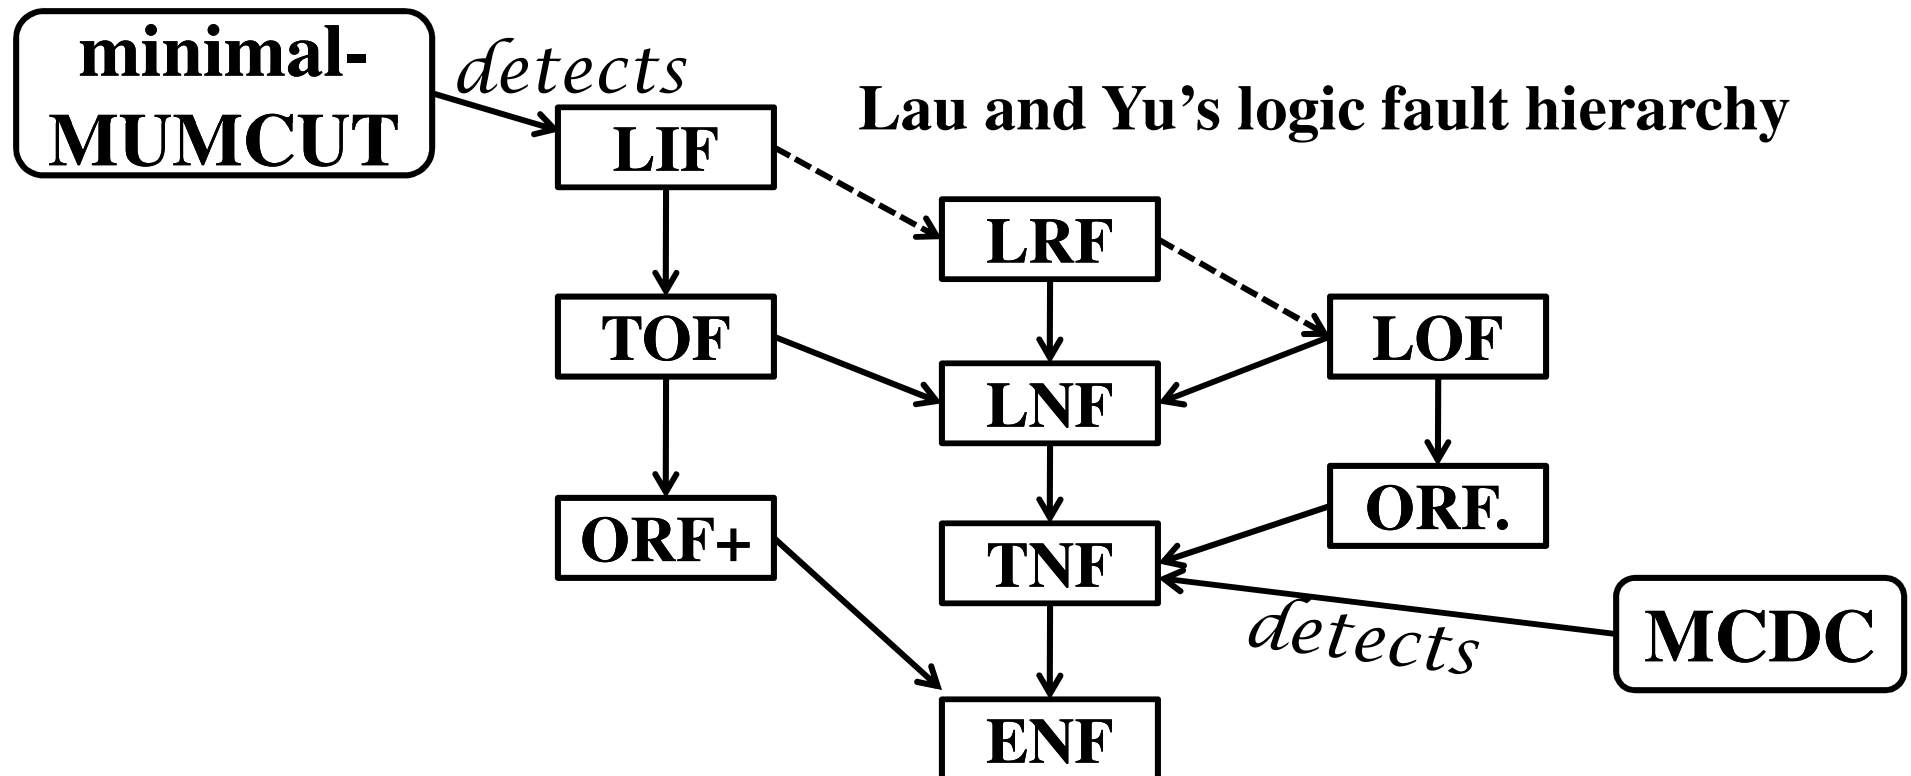 minimal-
MUMCUT
detects
Lau and Yu’s logic fault hierarchy
LIF
LRF
TOF
LOF
LNF
ORF+
ORF.
TNF
detects
MCDC
ENF